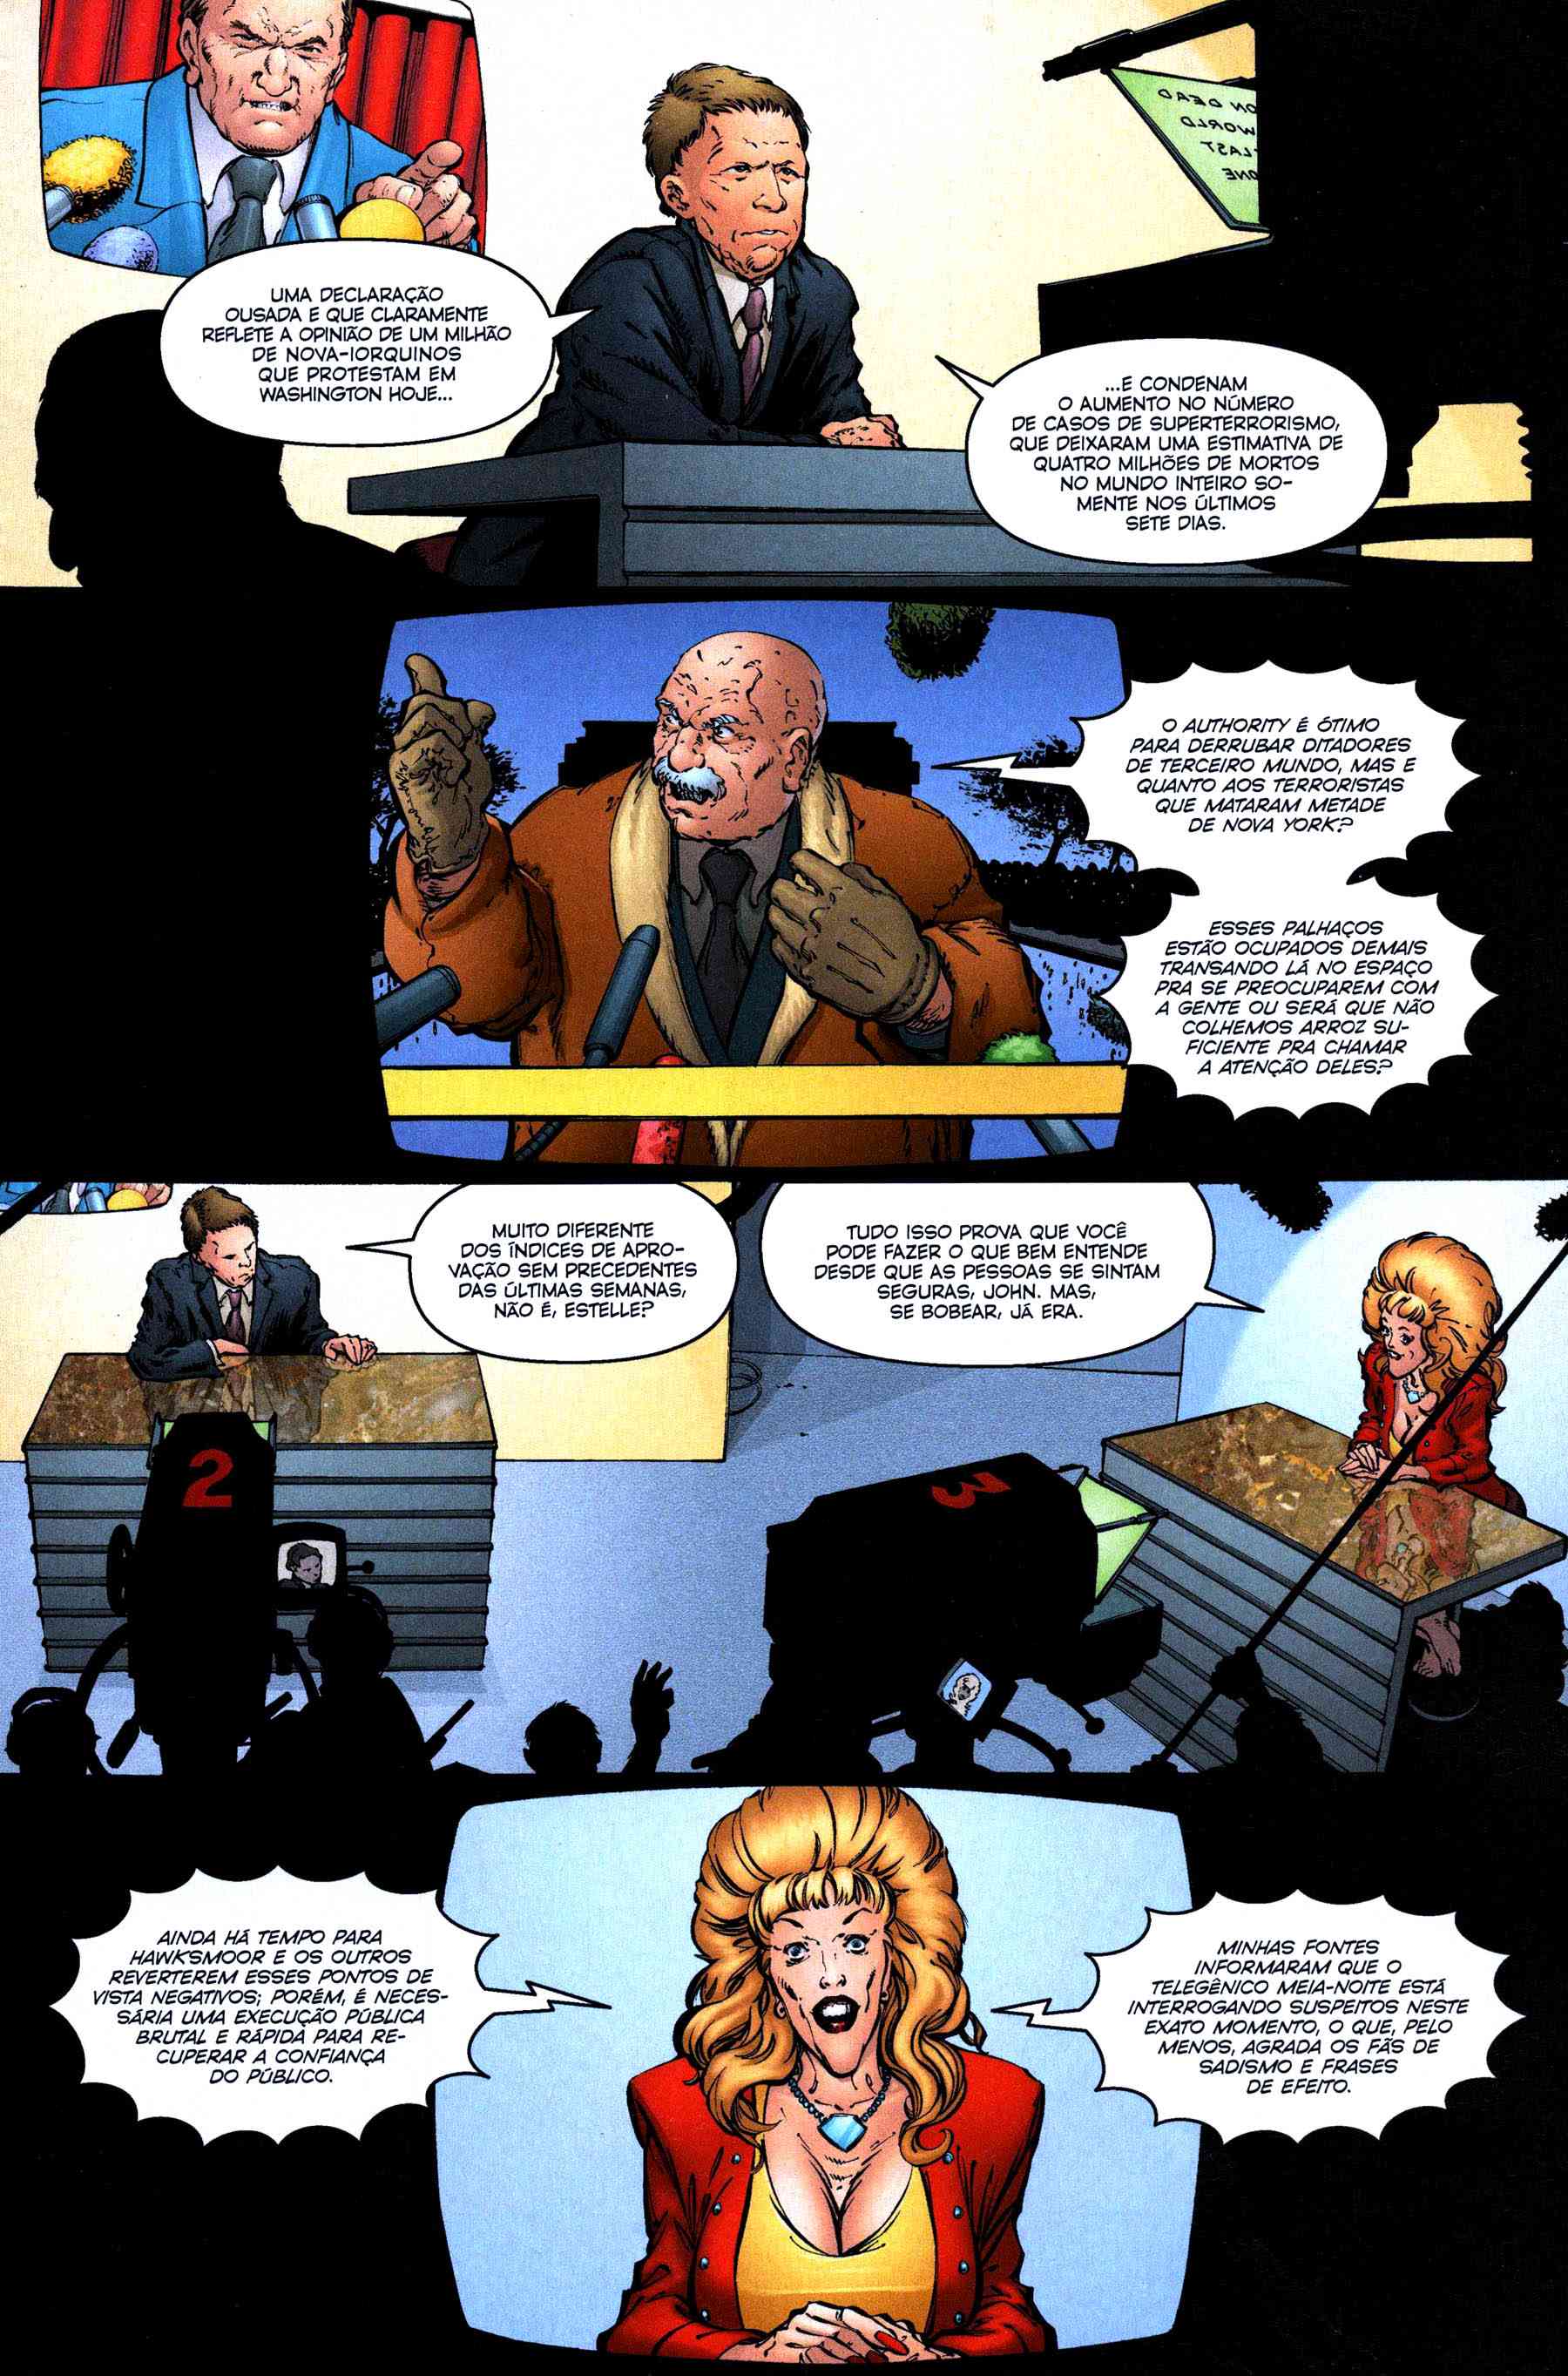 ON DEAD
WORLD
LAST
ONE
UMA DECLARAÇÃO
OUSADA E QUE CLARAMENTE
REFLETE A OPINIÃO DE UM MILHÃO
DE NOVA-IORQUINOS
QUE PROTESTAM EM
WASHINGTON HOJE...
...E CONDENAM
O AUMENTO NO NÚMERO
DE CASOS DE SUPERTERRORISMO,
QUE DEIXARAM UMA ESTIMATIVA DE
QUATRO MILHÕES DE MORTOS
NO MUNDO INTEIRO SO-
MENTE NOS ÚLTIMOS
SETE DIAS.
O AUTHORITY É ÓTIMO
PARA DERRUBAR DITADORES
DE TERCEIRO MUNDO, MAS E
QUANTO AOS TERRORISTAS
QUE MATARAM METADE
DE NOVA YORK?
ESSES PALHAÇOS
ESTÃO OCUPADOS DEMAIS
TRANSANDO LÁ NO ESPAÇO
PRA SE PREOCUPAREM COM
A GENTE OU SERÁ QUE NÃO
COLHEMOS ARROZ SU-
FICIENTE PRA CHAMAR
A ATENÇÃO DELES?
MUITO DIFERENTE
DOS ÍNDICES DE APRO-
VAÇÃO SEM PRECEDENTES
DAS ÚLTIMAS SEMANAS,
NÃO É, ESTELLE?
TUDO ISSO PROVA QUE VOCÊ
PODE FAZER O QUE BEM ENTENDE
DESDE QUE AS PESSOAS SE SINTAM
SEGURAS, JOHN. MAS,
SE BOBEAR, JÁ ERA.
2
3
AINDA HÁ TEMPO PARA
HAWKSMOOR E OS OUTROS
REVERTEREM ESSES PONTOS DE
VISTA NEGATIVOS; PORÉM, É NECES-
SÁRIA UMA EXECUÇÃO PÚBLICA
BRUTAL E RÁPIDA PARA RE-
CUPERAR A CONFIANÇA
DO PÚBLICO.
MINHAS FONTES
INFORMARAM QUE O
TELEGÊNICO MEIA-NOITE ESTÁ
INTERROGANDO SUSPEITOS NESTE
EXATO MOMENTO, O QUE, PELO
MENOS, AGRADA OS FÃS DE
SADISMO E FRASES
DE EFEITO.